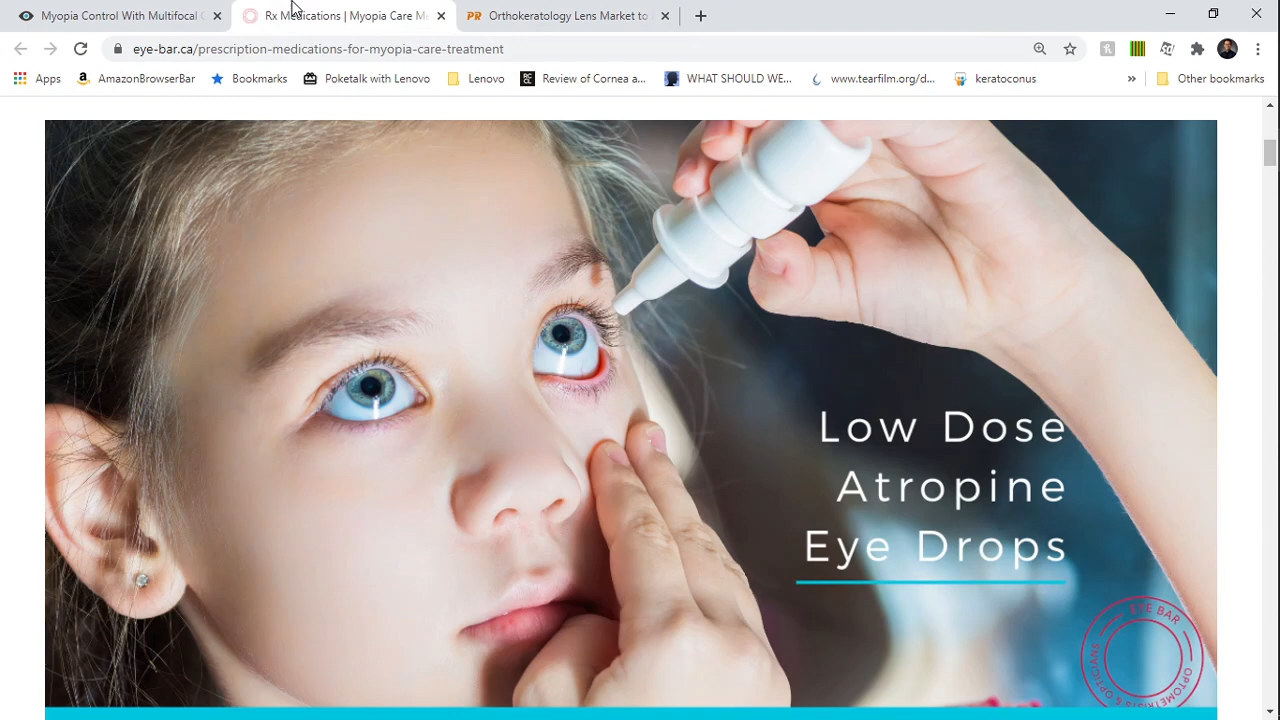 Myopia Control With Multifocal C
Rx Medications | Myopia Care M
Orthokeratology Lens Market to
eye-bar.ca/prescription-medications-for-myopia-care-treatment
Apps
AmazonBrowserBar
Bookmarks
Poketalk with Lenovo
Lenovo
Review of Cornea a...
WHAT SHOULD WE...
www.tearfilm.org/d...
keratoconus
»
Other bookmarks
Low Dose
Atropine
Eye Drops
EYE BAR
OPTOMETRISTS & OPTICIANS